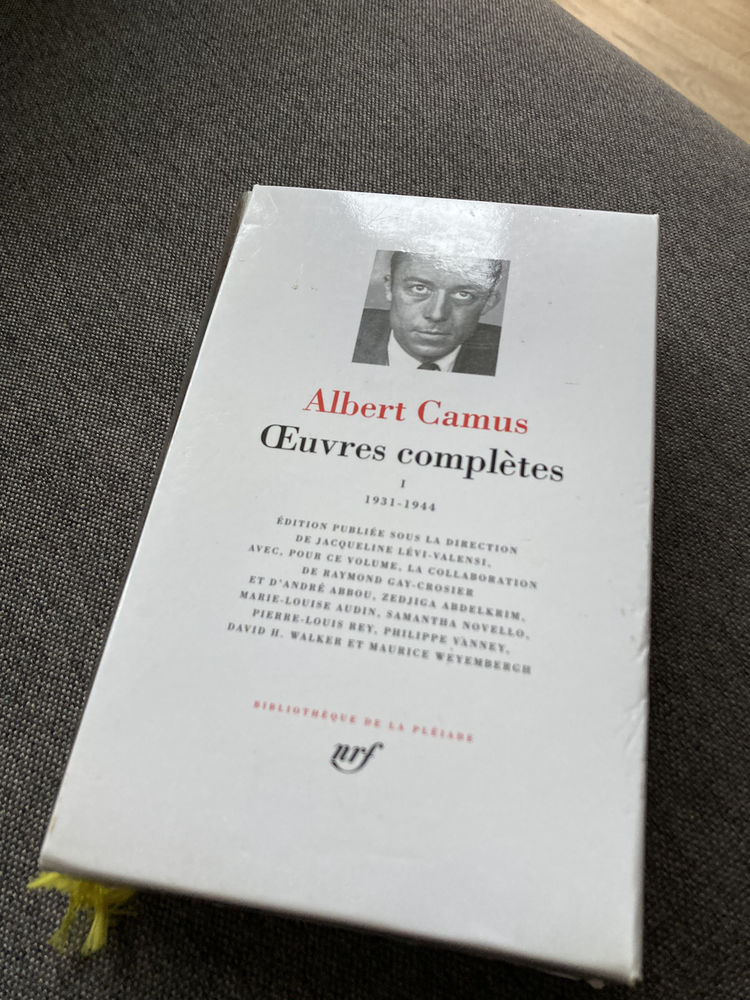 Albert Camus
Œuvres complètes
I
1931-1944
ÉDITION PUBLIÉE SOUS LA DIRECTION
DE JACQUELINE LÉVI-VALENSI,
AVEC, POUR CE VOLUME, LA COLLABORATION
DE RAYMOND GAY-CROSIER
ET D'ANDRÉ ABBOU, ZEDJIGA ABDELKRIM,
MARIE-LOUISE AUDIN, SAMANTHA NOVELLO,
PIERRE-LOUIS REY, PHILIPPE VANNEY,
DAVID H. WALKER ET MAURICE WEYEMBERGH
BIBLIOTHÈQUE DE LA PLÉIADE
nrf